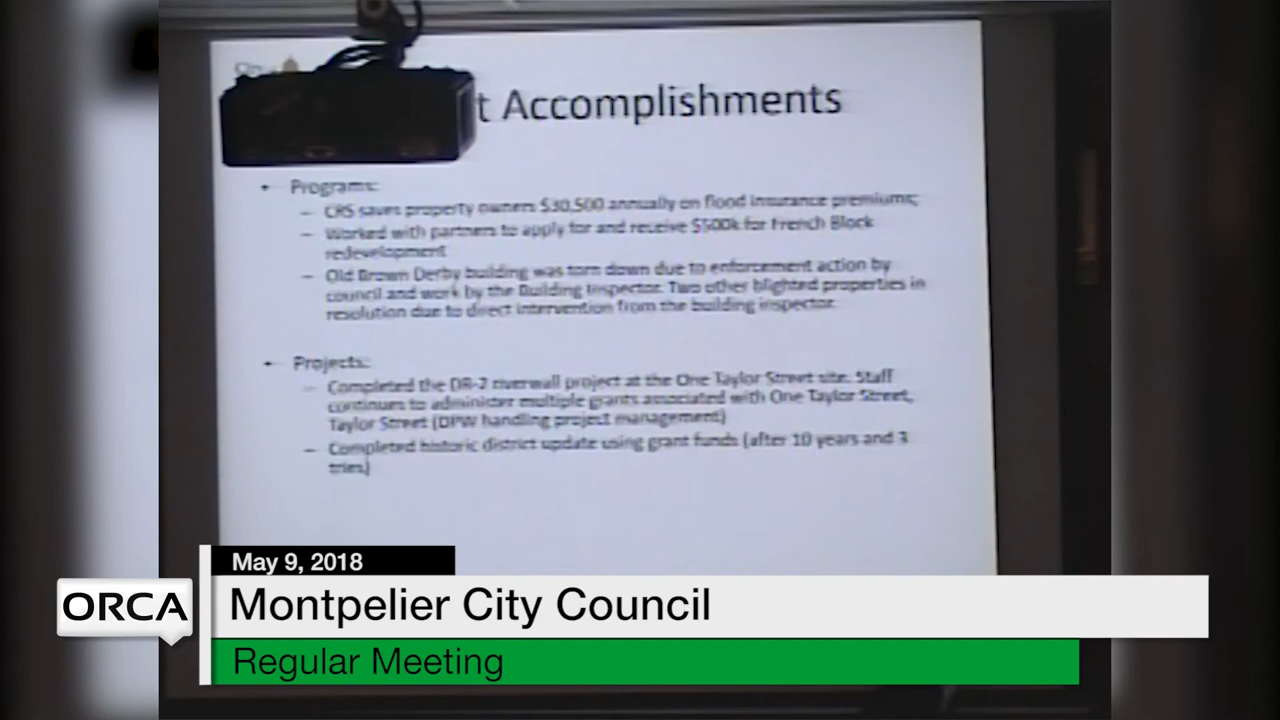 City
t Accomplishments
• Programs:
– CRS saves property owners $30,500 annually on flood insurance premiums;
– Worked with partners to apply for and receive $500k for French Block
redevelopment
– Old Brown Derby building was torn down due to enforcement action by
council and work by the Building Inspector. Two other blighted properties in
resolution due to direct intervention from the building inspector.
• Projects:
– Completed the DR-2 riverwall project at the One Taylor Street site. Staff
continues to administer multiple grants associated with One Taylor Street,
Taylor Street (DPW handling project management)
– Completed historic district update using grant funds (after 10 years and 3
tries)
May 9, 2018
ORCA
Montpelier City Council
Regular Meeting